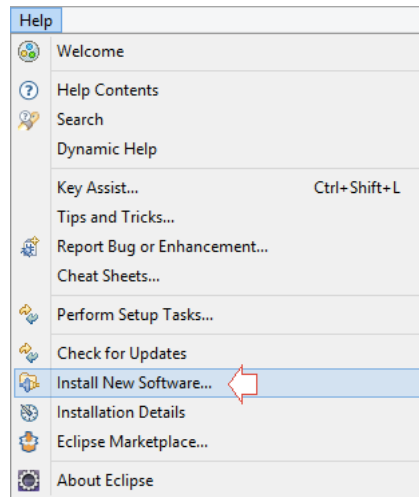 Help
Welcome
Help Contents
Search
Dynamic Help
Key Assist... Ctrl+Shift+L
Tips and Tricks...
Report Bug or Enhancement...
Cheat Sheets...
Perform Setup Tasks...
Check for Updates
Install New Software...
Installation Details
Eclipse Marketplace...
About Eclipse